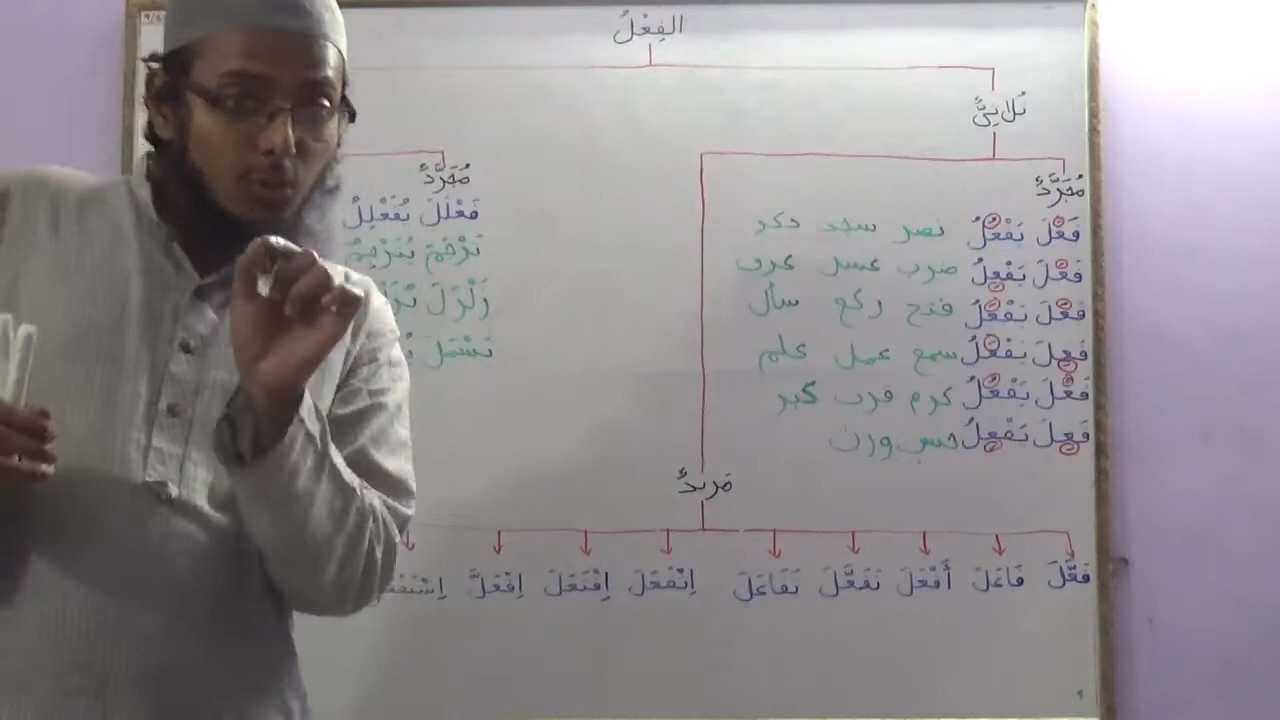 الفِعْلُ
ثُلاثِيٌّ
مُجَرَّدٌ
مُجَرَّدٌ
فَعَلَ يَفْعُلُ نصر سجد ذكر
فَعَلَ يَفْعِلُ ضرب غسل عرف
فَعَلَ يَفْعَلُ فتح ركع سأل
فَعِلَ يَفْعَلُ سمع عمل علم
فَعُلَ يَفْعُلُ كرم قرب كبر
فَعِلَ يَفْعِلُ حسب ورث
فَعْلَلَ يُفَعْلِلُ
تَرْجَمَ يُتَرْجِمُ
زَلْزَلَ
بَسْمَلَ
مَزِيدٌ
فَعَّلَ فَاعَلَ أَفْعَلَ تَفَعَّلَ تَفَاعَلَ اِنْفَعَلَ اِفْتَعَلَ اِفْعَلَّ